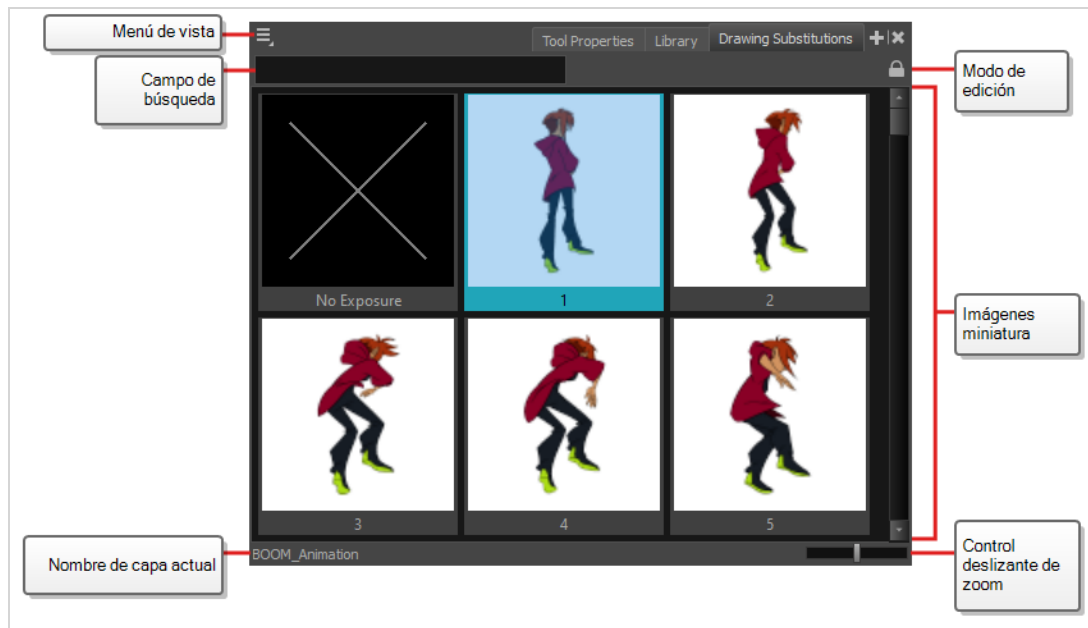 Menú de vista
Campo de
búsqueda
Tool Properties
Library
Drawing Substitutions
Modo de
edición
No Exposure
1
2
Imágenes
miniatura
3
4
5
Nombre de capa actual
BOOM_Animation
Control
deslizante de
zoom